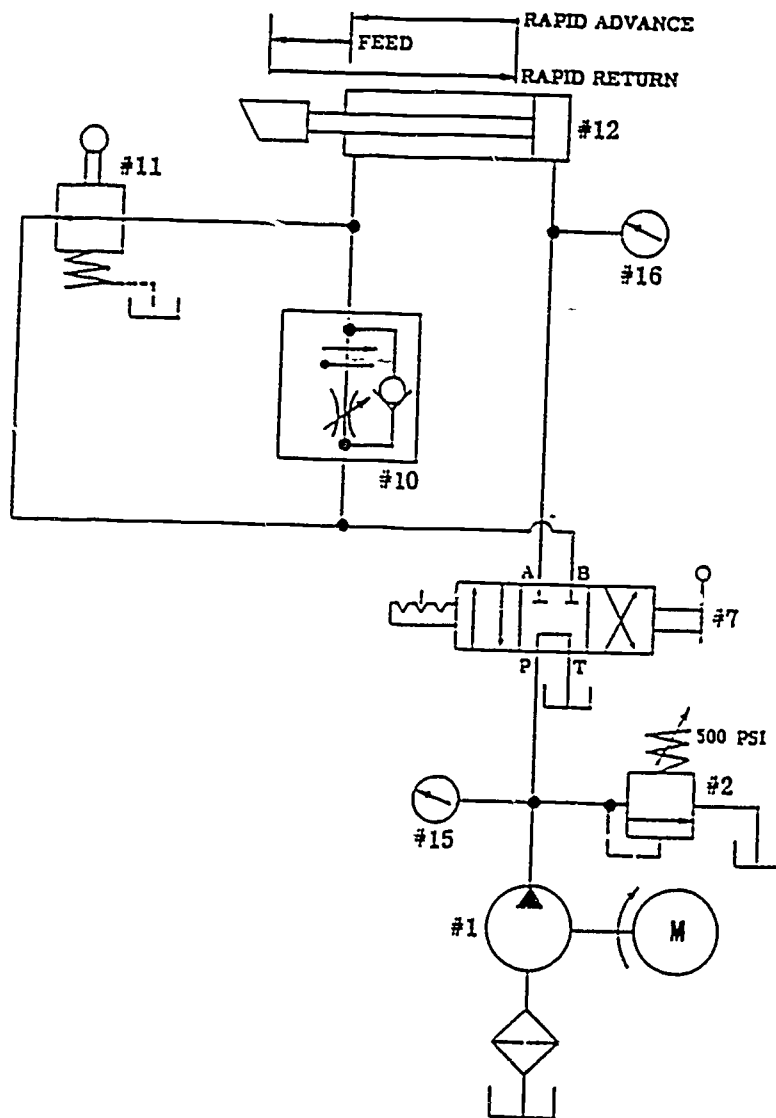 RAPID ADVANCE
FEED
RAPID RETURN
#12
#11
#16
#10
A B
#7
P T
500 PSI
#2
#15
#1
M